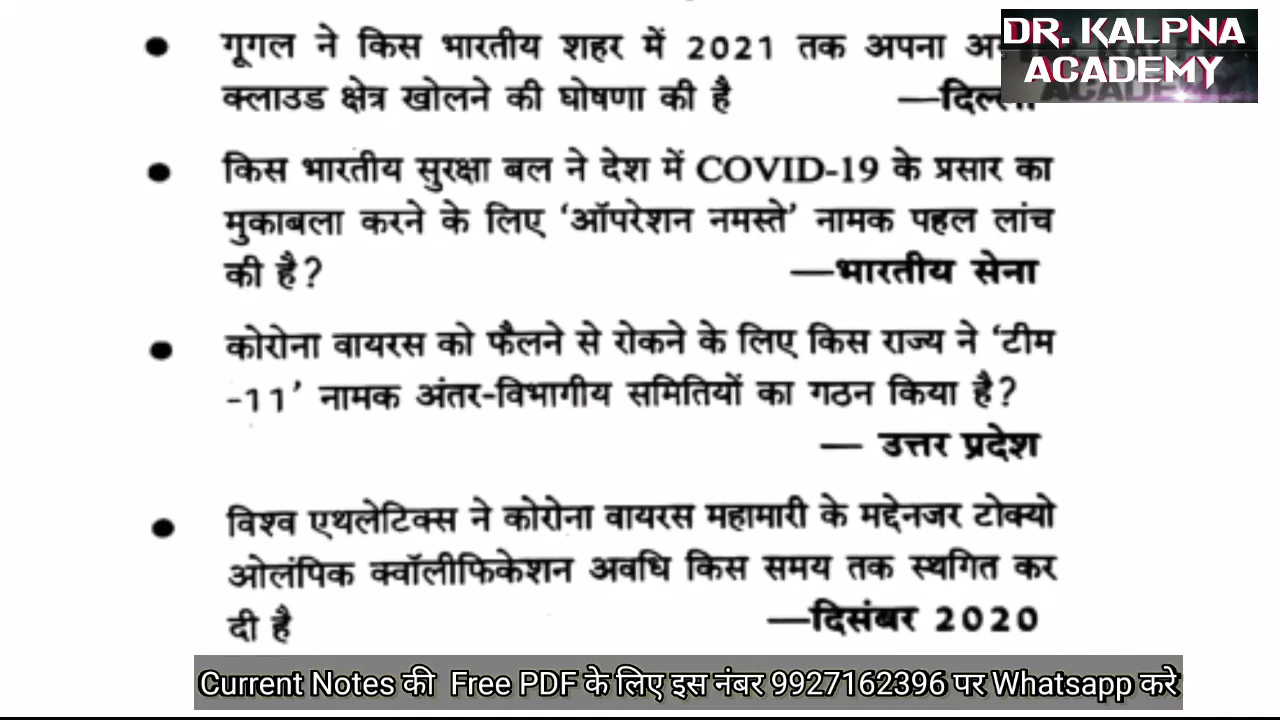 DR. KALPNA
ACADEMY
• गूगल ने किस भारतीय शहर में 2021 तक अपना
क्लाउड क्षेत्र खोलने की घोषणा की है —दिल्ली
• किस भारतीय सुरक्षा बल ने देश में COVID-19 के प्रसार का
मुकाबला करने के लिए ‘ऑपरेशन नमस्ते’ नामक पहल लांच
की है? —भारतीय सेना
• कोरोना वायरस को फैलने से रोकने के लिए किस राज्य ने ‘टीम
-11’ नामक अंतर-विभागीय समितियों का गठन किया है?
— उत्तर प्रदेश
• विश्व एथलेटिक्स ने कोरोना वायरस महामारी के मद्देनजर टोक्यो
ओलंपिक क्वॉलीफिकेशन अवधि किस समय तक स्थगित कर
दी है —दिसंबर 2020
Current Notes की Free PDF के लिए इस नंबर 9927162396 पर Whatsapp करे